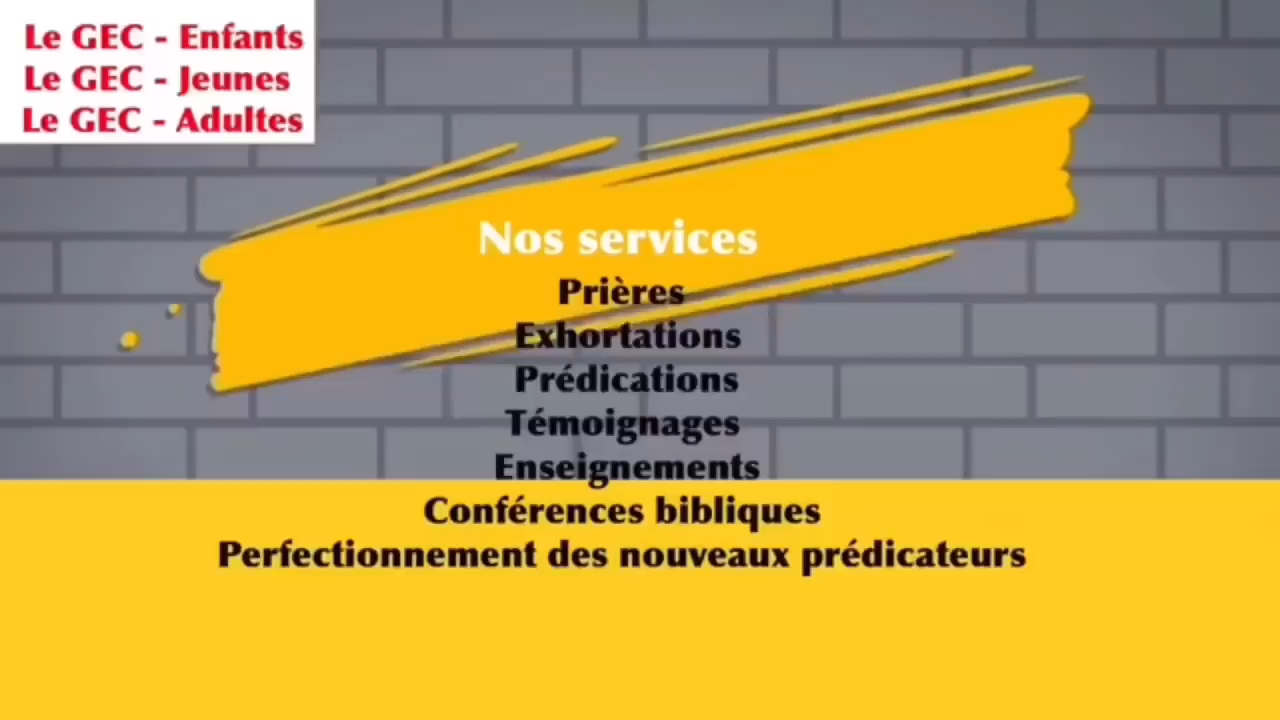 Le GEC - Enfants
Le GEC - Jeunes
Le GEC - Adultes
Nos services
Prières
Exhortations
Prédications
Témoignages
Enseignements
Conférences bibliques
Perfectionnement des nouveaux prédicateurs